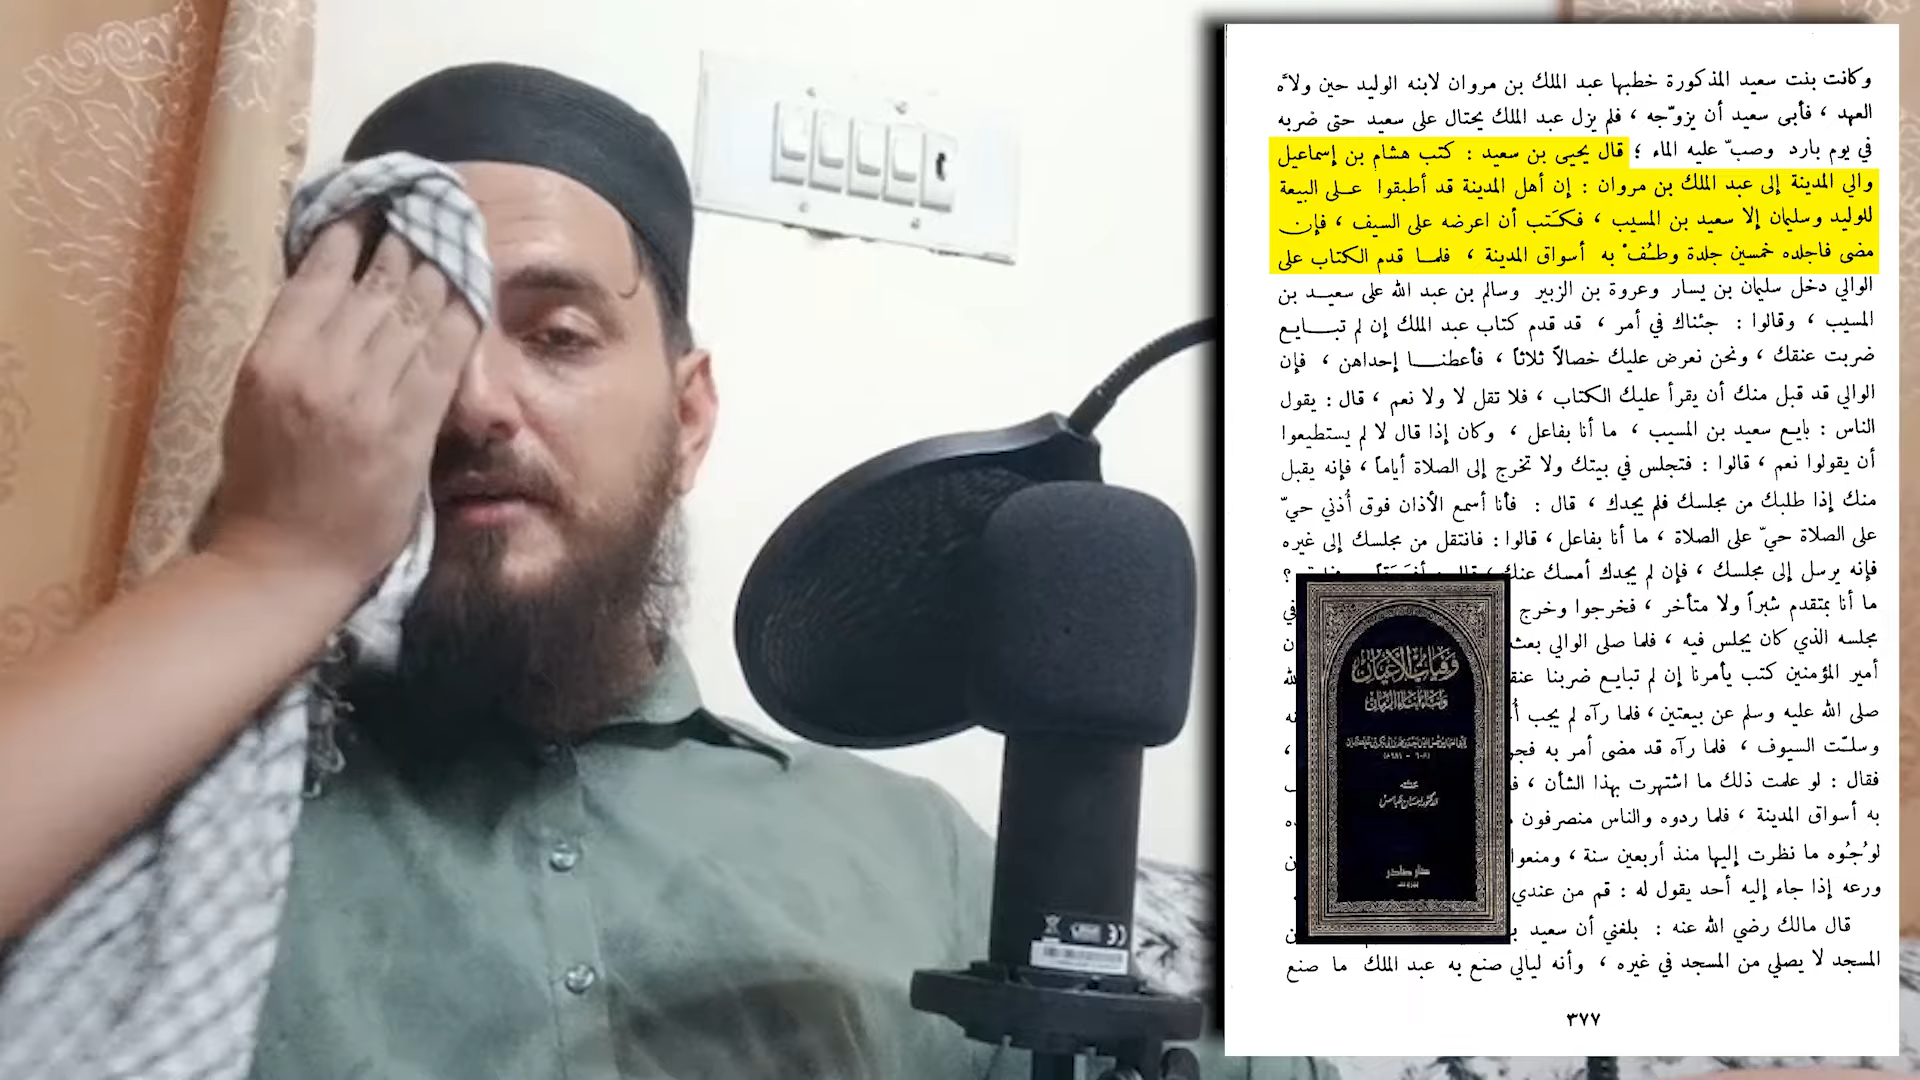 وكانت بنت سعيد المذكورة خطبها عبد الملك بن مروان لابنه الوليد حين ولاَّه
العهد ، فأبى سعيد أن يزوّجه ، فلم يزل عبد الملك يحتال على سعيد حتى ضربه
في يوم بارد وصبّ عليه الماء ؛ قال يحيى بن سعيد : كتب هشام بن إسماعيل
والي المدينة إلى عبد الملك بن مروان : إن أهل المدينة قد أطبقوا عـلى البيعة
للوليد وسليمان إلا سعيد بن المسيب ، فكتَب أن اعرضه على السيف ، فإن
مضى فاجلده خمسين جلدة وطُفْ به أسواق المدينة ، فلما قدم الكتاب على
الوالي دخل سليمان بن يسار وعروة بن الزبير وسالم بن عبد الله على سعيد بن
المسيب ، وقالوا : جئناك في أمر ، قد قدم كتاب عبد الملك إن لم تبايع
ضربت عنقك ، ونحن نعرض عليك خصالاً ثلاثاً ، فأعطنا إحداهن ، فإن
الوالي قد قبل منك أن يقرأ عليك الكتاب ، فلا تقل لا ولا نعم ، قال : يقول
الناس : بايع سعيد بن المسيب ، ما أنا بفاعل ، وكان إذا قال لا لم يستطيعوا
أن يقولوا نعم ، قالوا : فتجلس في بيتك ولا تخرج إلى الصلاة أياماً ، فإنه يقبل
منك إذا طلبك من مجلسك فلم يجدك ، قال : فأنا أسمع الأذان فوق أُذني حيّ
على الصلاة حيّ على الصلاة ، ما أنا بفاعل ، قالوا : فانتقل من مجلسك إلى غيره
فإنه يرسل إلى مجلسك ، فإن لم يجدك أمسك عنك ، ؟
ما أنا بمتقدم شبراً ولا متأخر ، فخرجوا وخرج
مجلسه الذي كان يجلس فيه ، فلما صلى الوالي بعث
أمير المؤمنين كتب يأمرنا إن لم تبايع ضربنا
صلى الله عليه وسلم عن بيعتين ، فلما رآه لم يجب
وسلّت السيوف ، فلما رآه قد مضى أمر به
فقال : لو علمت ذلك ما اشتهرت بهذا الشأن ،
به أسواق المدينة ، فلما ردوه والناس منصرفون
لوُجُوه ما نظرت إليها منذ أربعين سنة ، ومنعوا
ورعه إذا جاء إليه أحد يقول له : قم من عندي
قال مالك رضي الله عنه : بلغني أن سعيد
المسجد لا يصلي من المسجد في غيره ، وأنه ليالي صنع به عبد الملك ما صنع
٣٧٧
وفيات الأعيان
وأنباء أبناء الزمان
دار صادر
CE